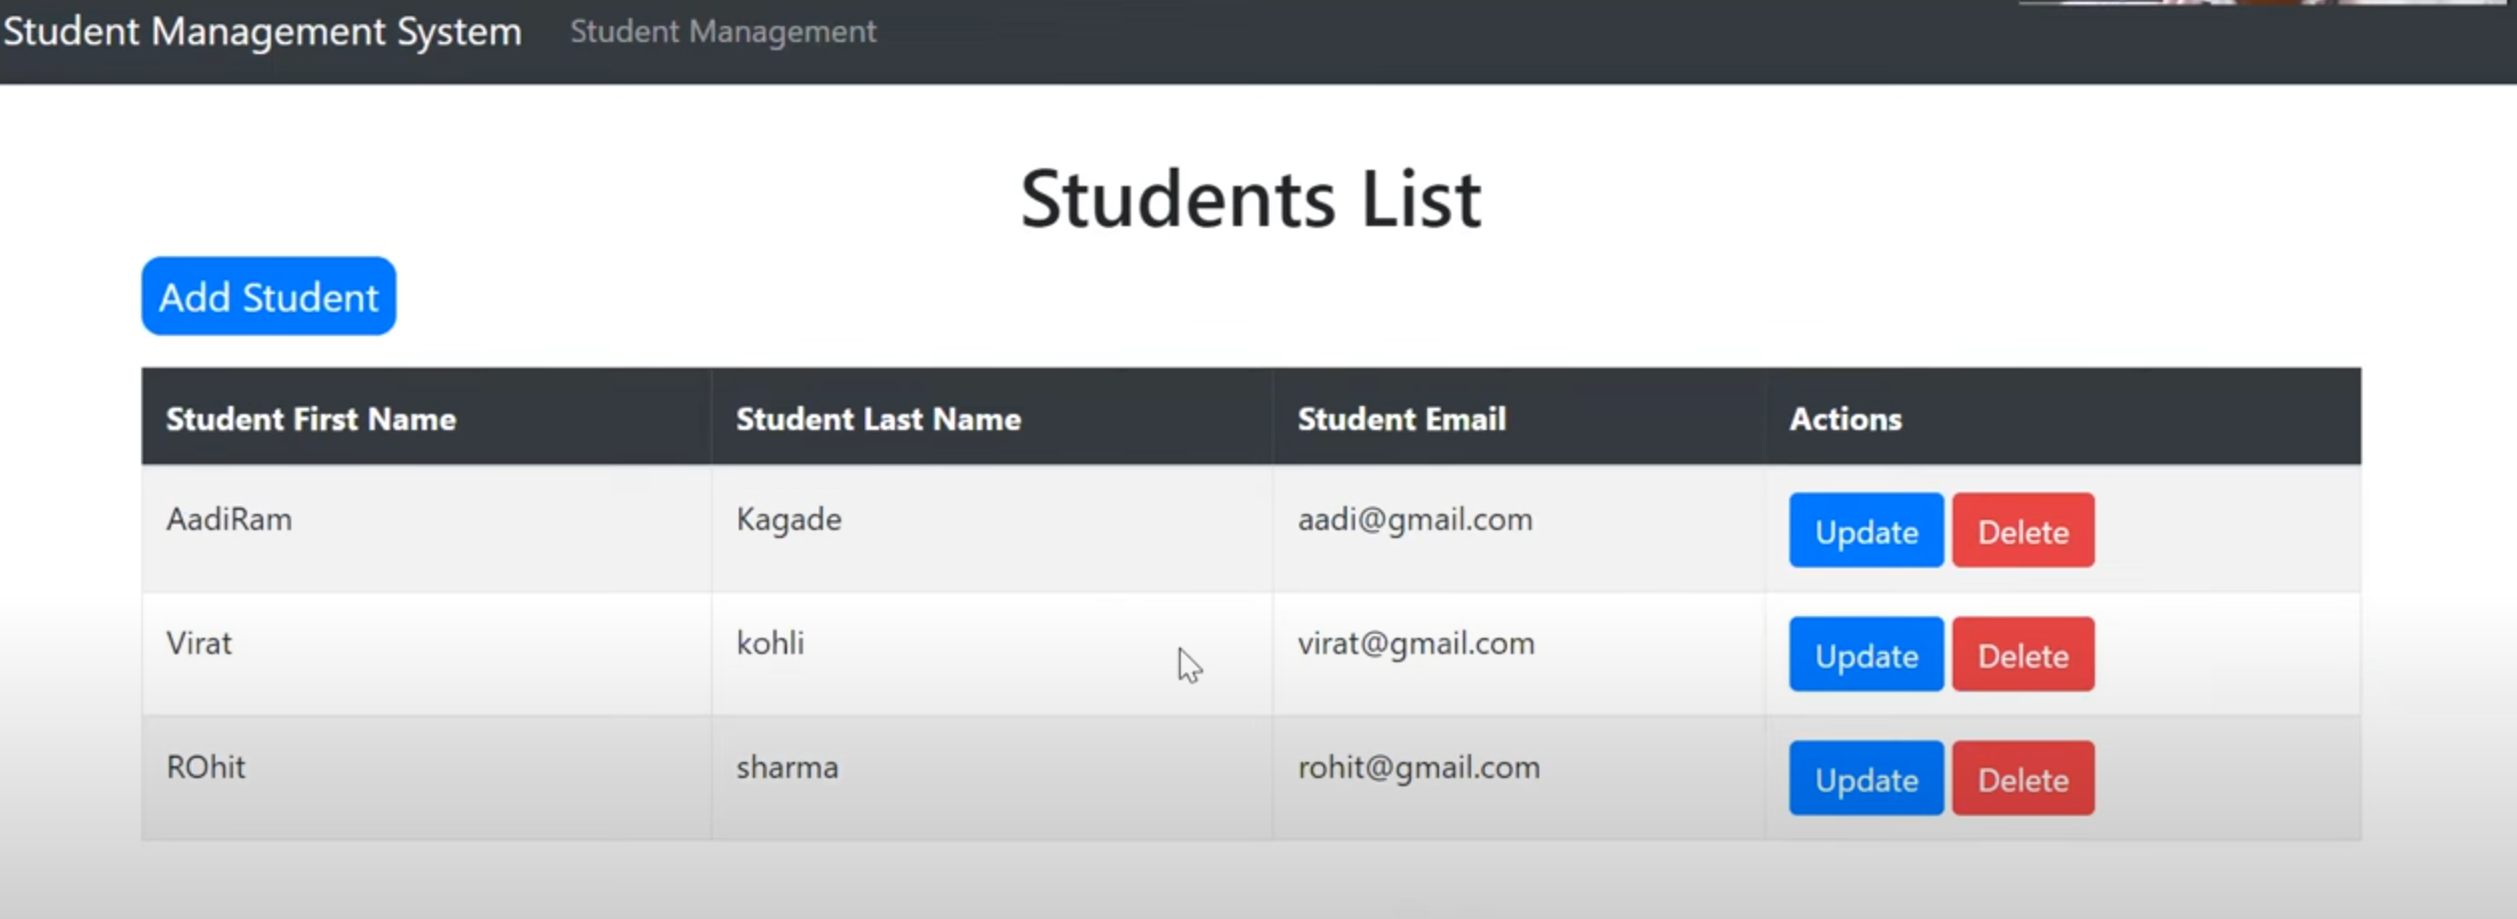 Student Management System Student Management
Students List
Add Student
Student First Name Student Last Name Student Email Actions
AadiRam Kagade aadi@gmail.com Update Delete
Virat kohli virat@gmail.com Update Delete
ROhit sharma rohit@gmail.com Update Delete